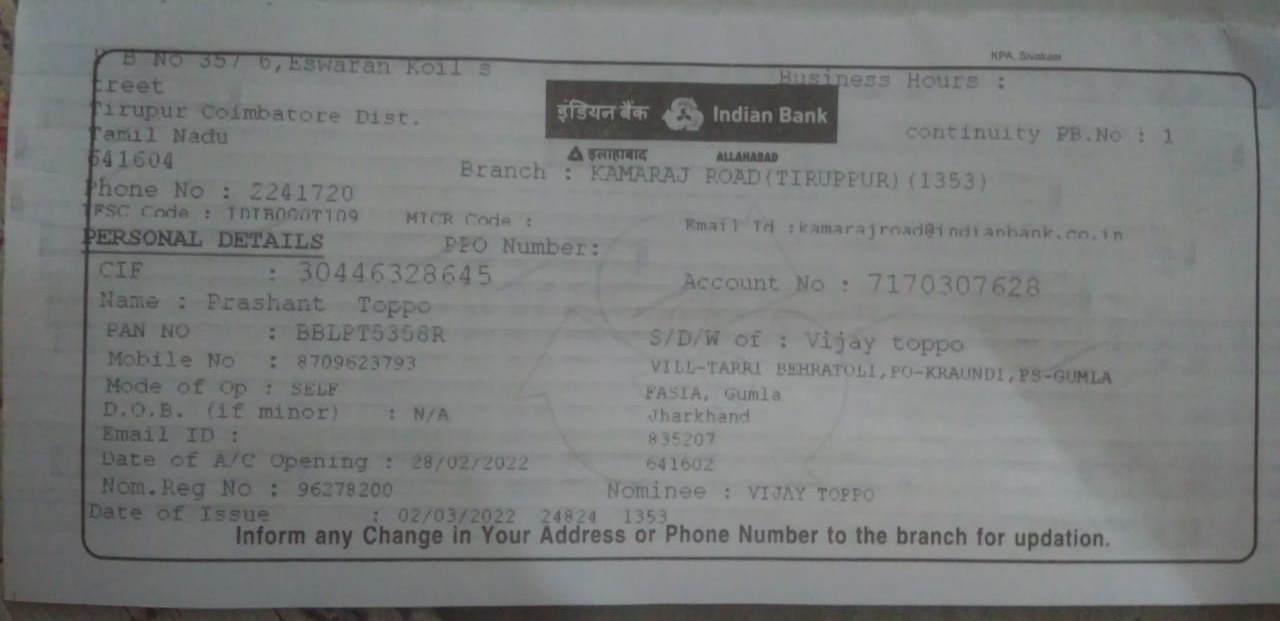 KPA, Sivakasi
B No 357 6,Eswaran Koil s
treet
Business Hours :
Tirupur Coimbatore Dist.
इंडियन बैंक Indian Bank
Tamil Nadu
continuity PB.No : 1
641604
इलाहाबाद ALLAHABAD
Branch : KAMARAJ ROAD(TIRUPPUR)(1353)
Phone No : 2241720
IFSC Code : IDIB000T109 MICR Code :
Email Id :kamarajroad@indianbank.co.in
PERSONAL DETAILS PPO Number:
CIF : 30446328645
Account No : 7170307628
Name : Prashant Toppo
PAN NO : BBLPT5358R
S/D/W of : Vijay toppo
Mobile No : 8709623793
VILL-TARRI BEHRATOLI,PO-KRAUNDI,PS-GUMLA
Mode of Op : SELF
FASIA, Gumla
D.O.B. (if minor) : N/A
Jharkhand
Email ID :
835207
Date of A/C Opening : 28/02/2022
641602
Nom.Reg No : 96278200
Nominee : VIJAY TOPPO
Date of Issue : 02/03/2022 24824 1353
Inform any Change in Your Address or Phone Number to the branch for updation.